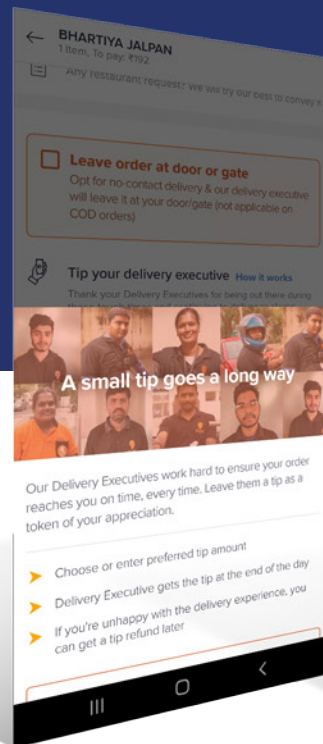 BHARTIYA JALPAN
1 Item, To pay: ₹192
Any restaurant request? We will try our best to convey it
Leave order at door or gate
Opt for no-contact delivery & our delivery executive
will leave it at your door/gate (not applicable on
COD orders)
Tip your delivery executive How it works
Thank your Delivery Executives for being out there during
A small tip goes a long way
Our Delivery Executives work hard to ensure your order
reaches you on time, every time. Leave them a tip as a
token of your appreciation.
Choose or enter preferred tip amount
Delivery Executive gets the tip at the end of the day
If you're unhappy with the delivery experience, you
can get a tip refund later